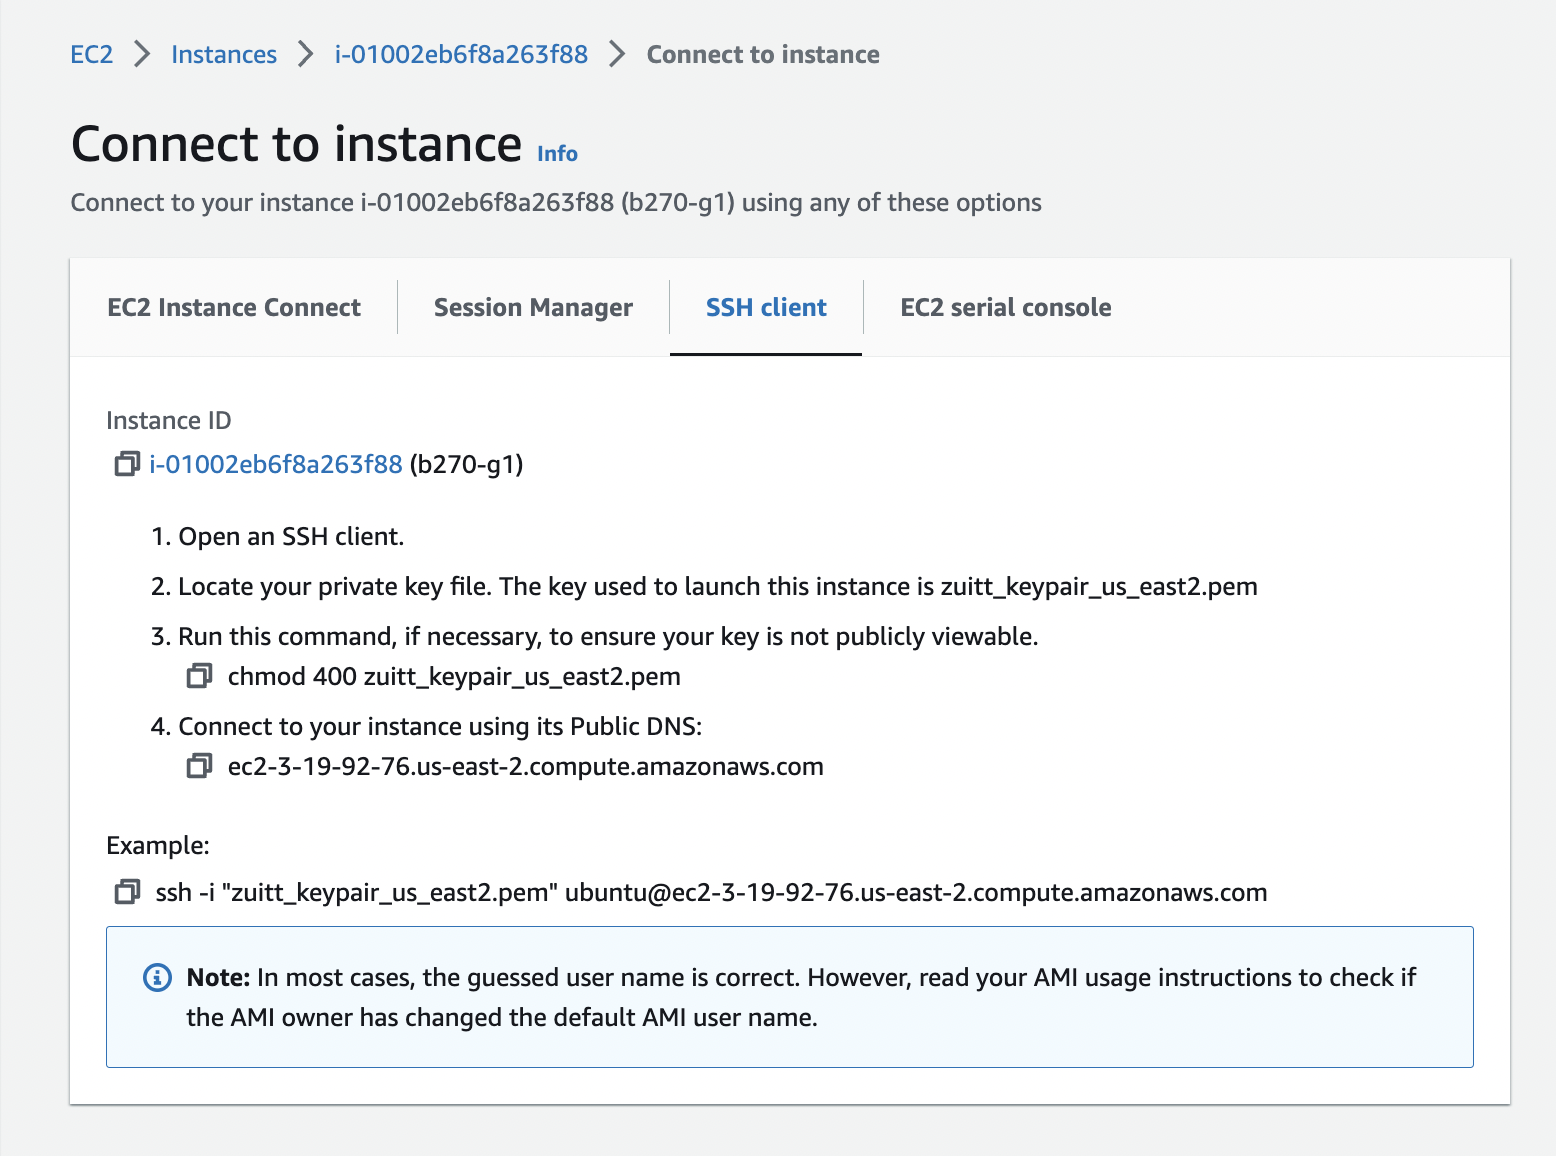 EC2 Instances i-01002eb6f8a263f88 Connect to instance
Connect to instance Info
Connect to your instance i-01002eb6f8a263f88 (b270-g1) using any of these options
EC2 Instance Connect Session Manager SSH client EC2 serial console
Instance ID
i-01002eb6f8a263f88 (b270-g1)
1. Open an SSH client.
2. Locate your private key file. The key used to launch this instance is zuitt_keypair_us_east2.pem
3. Run this command, if necessary, to ensure your key is not publicly viewable.
chmod 400 zuitt_keypair_us_east2.pem
4. Connect to your instance using its Public DNS:
ec2-3-19-92-76.us-east-2.compute.amazonaws.com
Example:
ssh -i "zuitt_keypair_us_east2.pem" ubuntu@ec2-3-19-92-76.us-east-2.compute.amazonaws.com
Note: In most cases, the guessed user name is correct. However, read your AMI usage instructions to check if
the AMI owner has changed the default AMI user name.